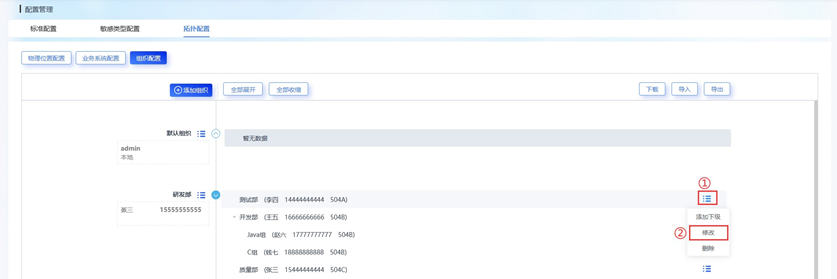 配置管理
标准配置 敏感类型配置 拓扑配置
物理位置配置 业务系统配置 组织配置
添加组织 全部展开 全部收缩 下载 导入 导出
默认组织 暂无数据
admin
本地
①
研发部 测试部 (李四 14444444444 504A)
张三 15555555555
添加下级
开发部 (王五 16666666666 504B)
② 修改
Java组 (赵六 17777777777 504B)
删除
C组 (钱七 18888888888 504B)
质量部 (张三 15444444444 504C)